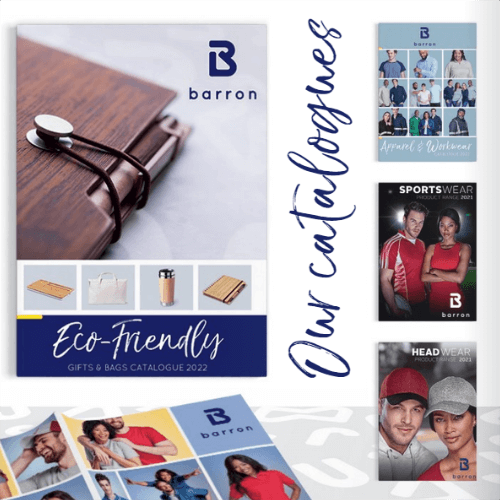 barron
Eco-Friendly
GIFTS & BAGS CATALOGUE 2022
Our catalogues
barron
Apparel & Workwear
SPORTSWEAR
PRODUCT RANGE 2021
barron
HEADWEAR
PRODUCT RANGE 2021
barron
barron